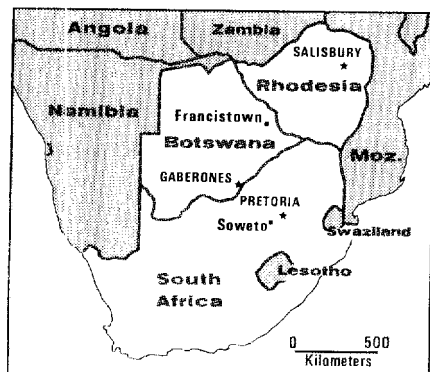 Angola
Zambia
SALISBURY
Rhodesia
Namibia
Francistown
Botswana
Moz.
GABERONES
PRETORIA
Soweto
Swaziland
Lesotho
South
Africa
0 500
Kilometers